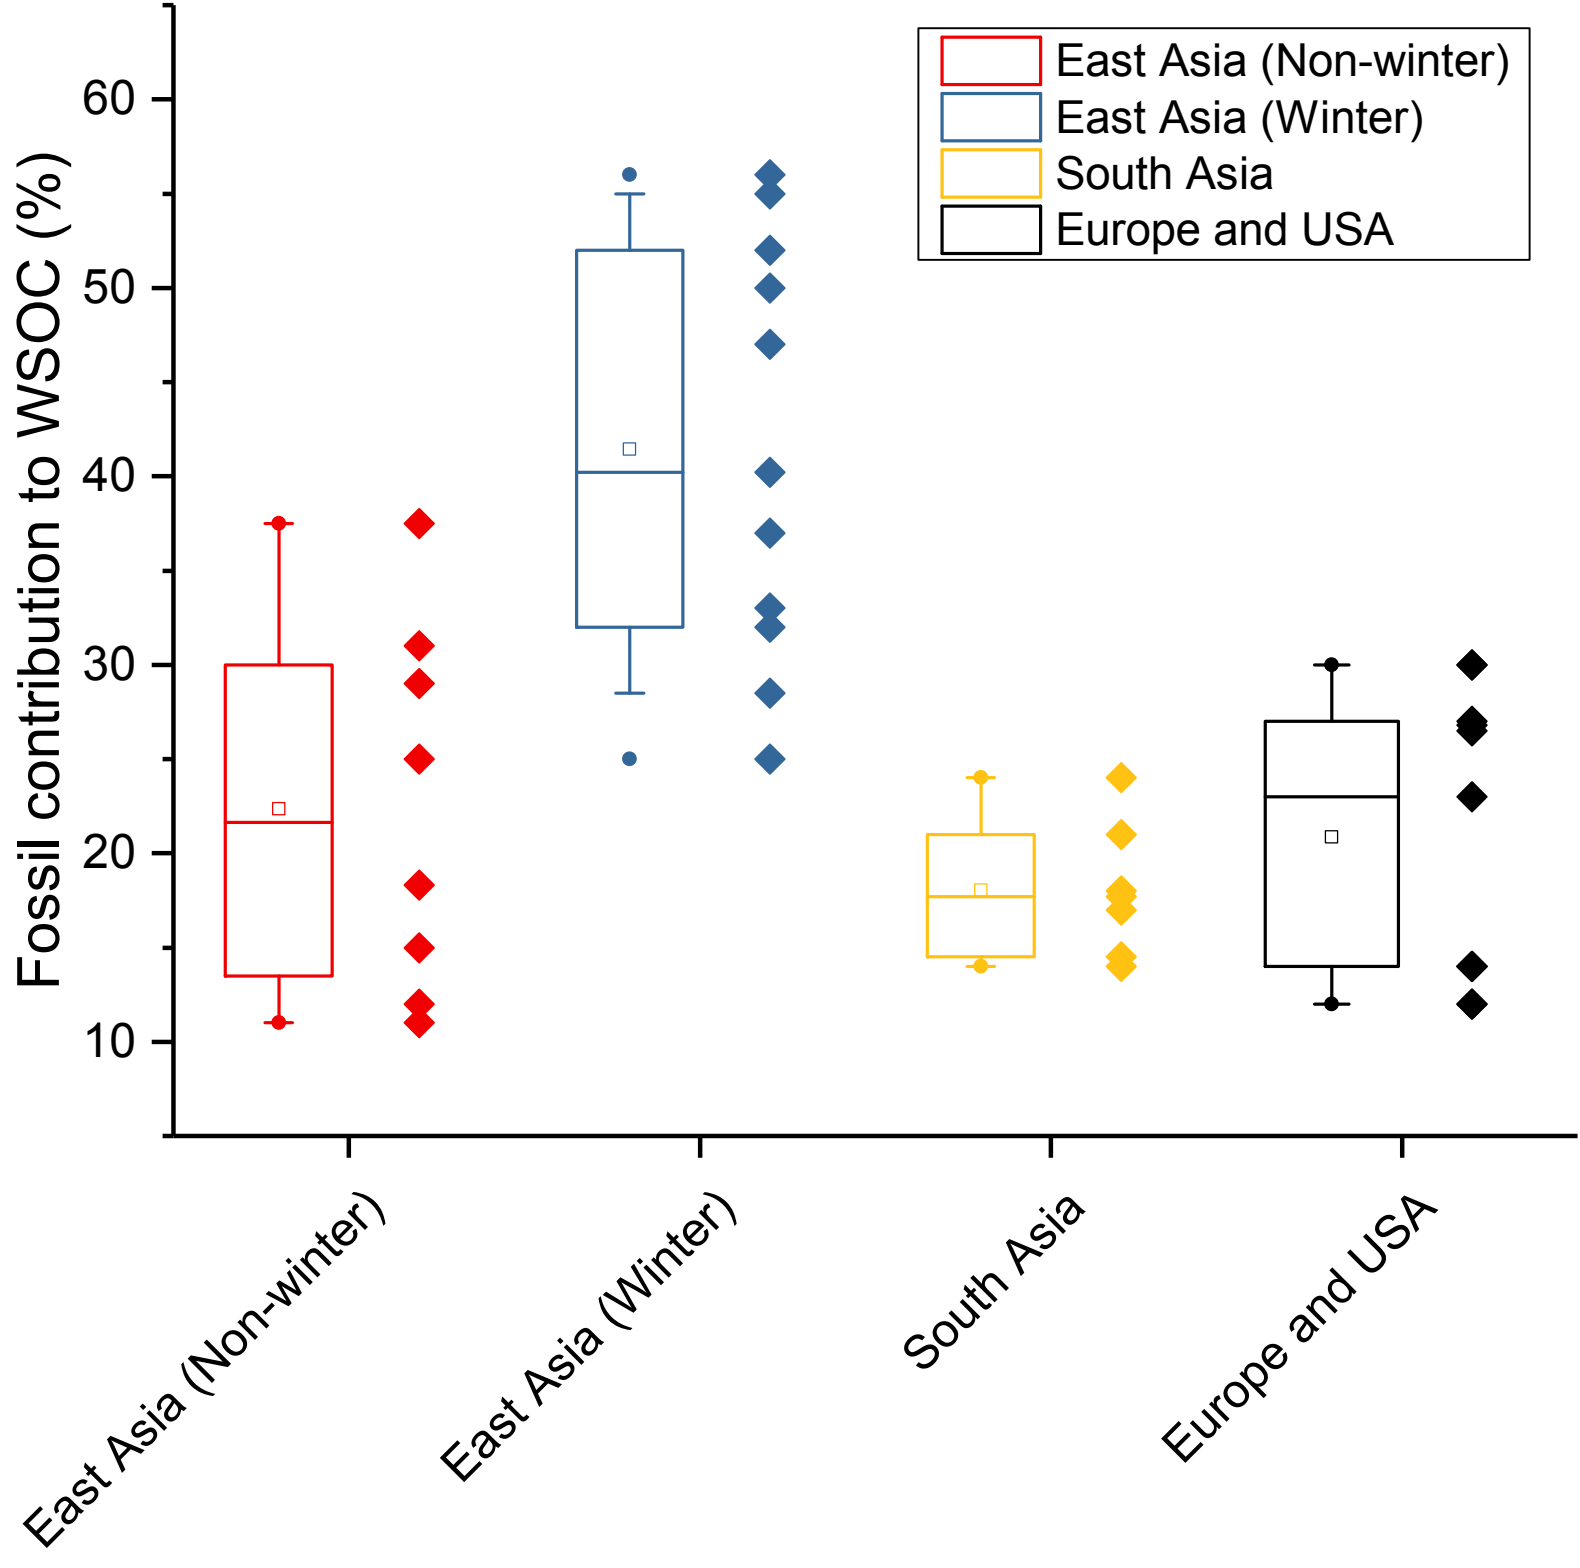 Fossil contribution to WSOC (%)
60
50
40
30
20
10
East Asia (Non-winter)
East Asia (Winter)
South Asia
Europe and USA
East Asia (Non-winter)
East Asia (Winter)
South Asia
Europe and USA